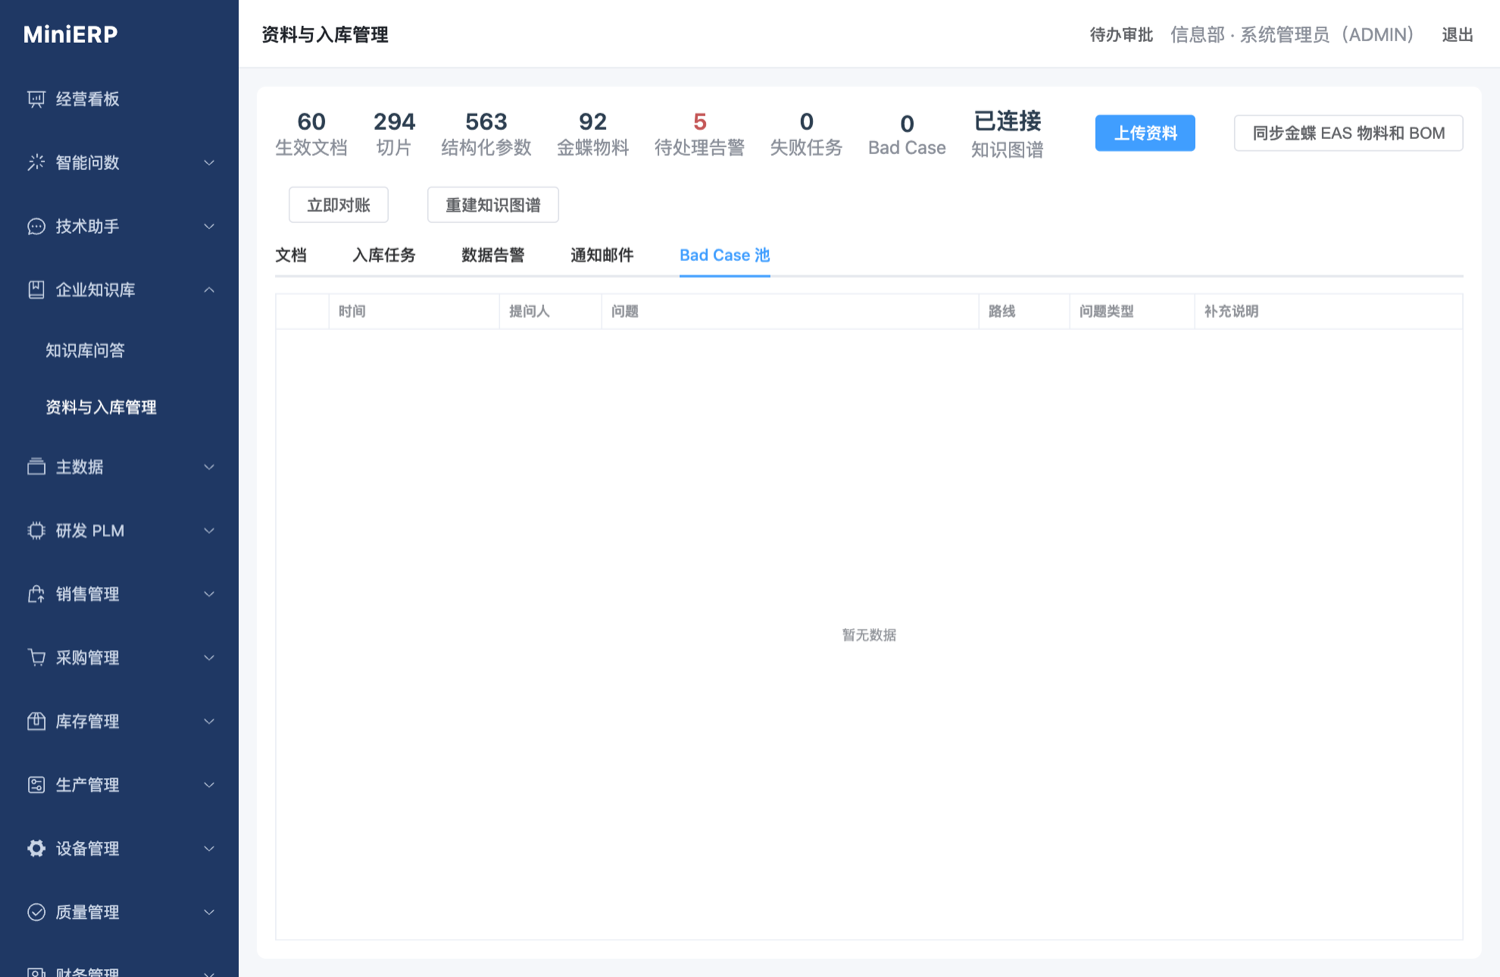 MiniERP
资料与入库管理
待办审批 信息部 · 系统管理员（ADMIN） 退出
经营看板
智能问数
技术助手
企业知识库
知识库问答
资料与入库管理
主数据
研发 PLM
销售管理
采购管理
库存管理
生产管理
设备管理
质量管理
财务管理
60 294 563 92 5 0 0 已连接
生效文档 切片 结构化参数 金蝶物料 待处理告警 失败任务 Bad Case 知识图谱
上传资料 同步金蝶 EAS 物料和 BOM
立即对账 重建知识图谱
文档 入库任务 数据告警 通知邮件 Bad Case 池
时间 提问人 问题 路线 问题类型 补充说明
暂无数据